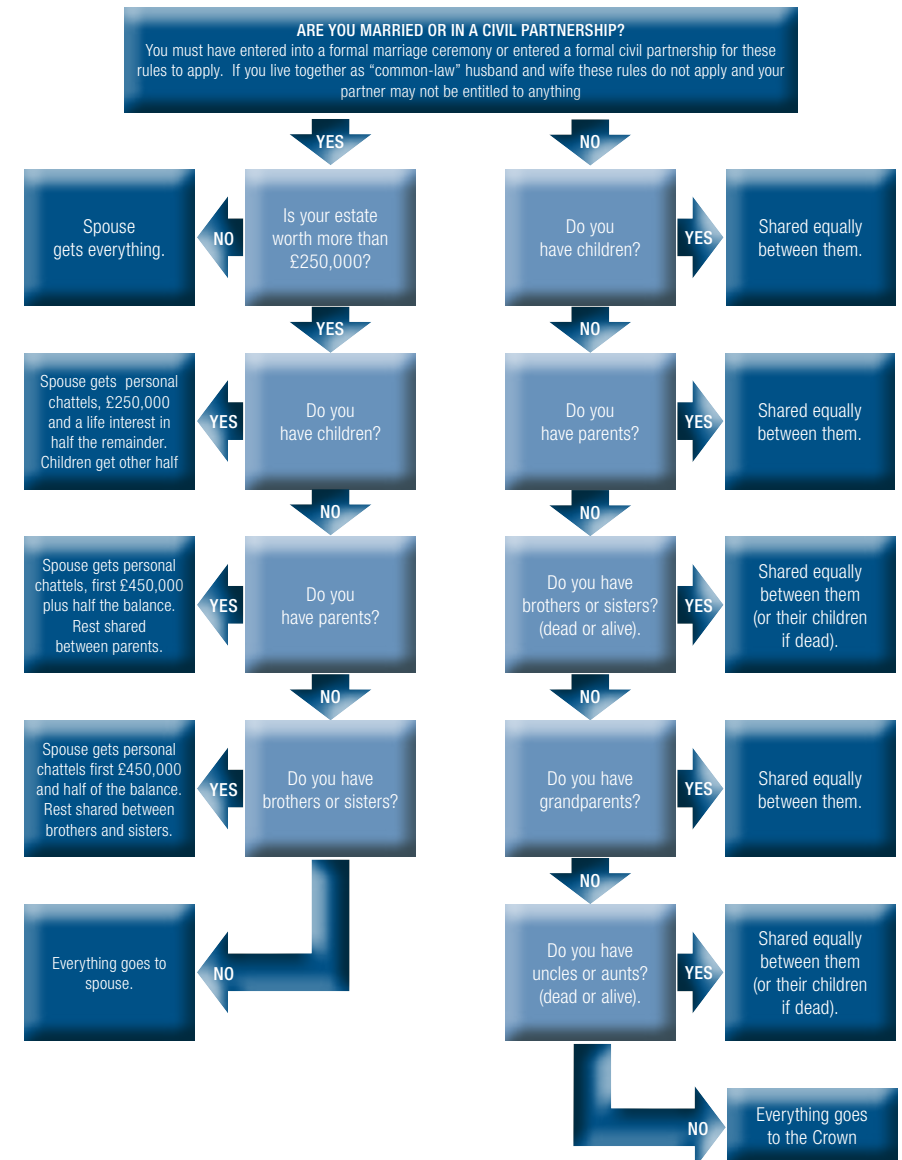 ARE YOU MARRIED OR IN A CIVIL PARTNERSHIP?
You must have entered into a formal marriage ceremony or entered a formal civil partnership for these
rules to apply. If you live together as “common-law” husband and wife these rules do not apply and your
partner may not be entitled to anything
YES
NO
Spouse
gets everything.
NO
Is your estate
worth more than
£250,000?
Do you
have children?
YES
Shared equally
between them.
YES
NO
Spouse gets personal
chattels, £250,000
and a life interest in
half the remainder.
Children get other half
YES
Do you
have children?
Do you
have parents?
YES
Shared equally
between them.
NO
NO
Spouse gets personal
chattels, first £450,000
plus half the balance.
Rest shared
between parents.
YES
Do you
have parents?
Do you have
brothers or sisters?
(dead or alive).
YES
Shared equally
between them
(or their children
if dead).
NO
NO
Spouse gets personal
chattels first £450,000
and half of the balance.
Rest shared between
brothers and sisters.
YES
Do you have
brothers or sisters?
Do you have
grandparents?
YES
Shared equally
between them.
NO
Everything goes to
spouse.
NO
Do you have
uncles or aunts?
(dead or alive).
YES
Shared equally
between them
(or their children
if dead).
NO
Everything goes
to the Crown